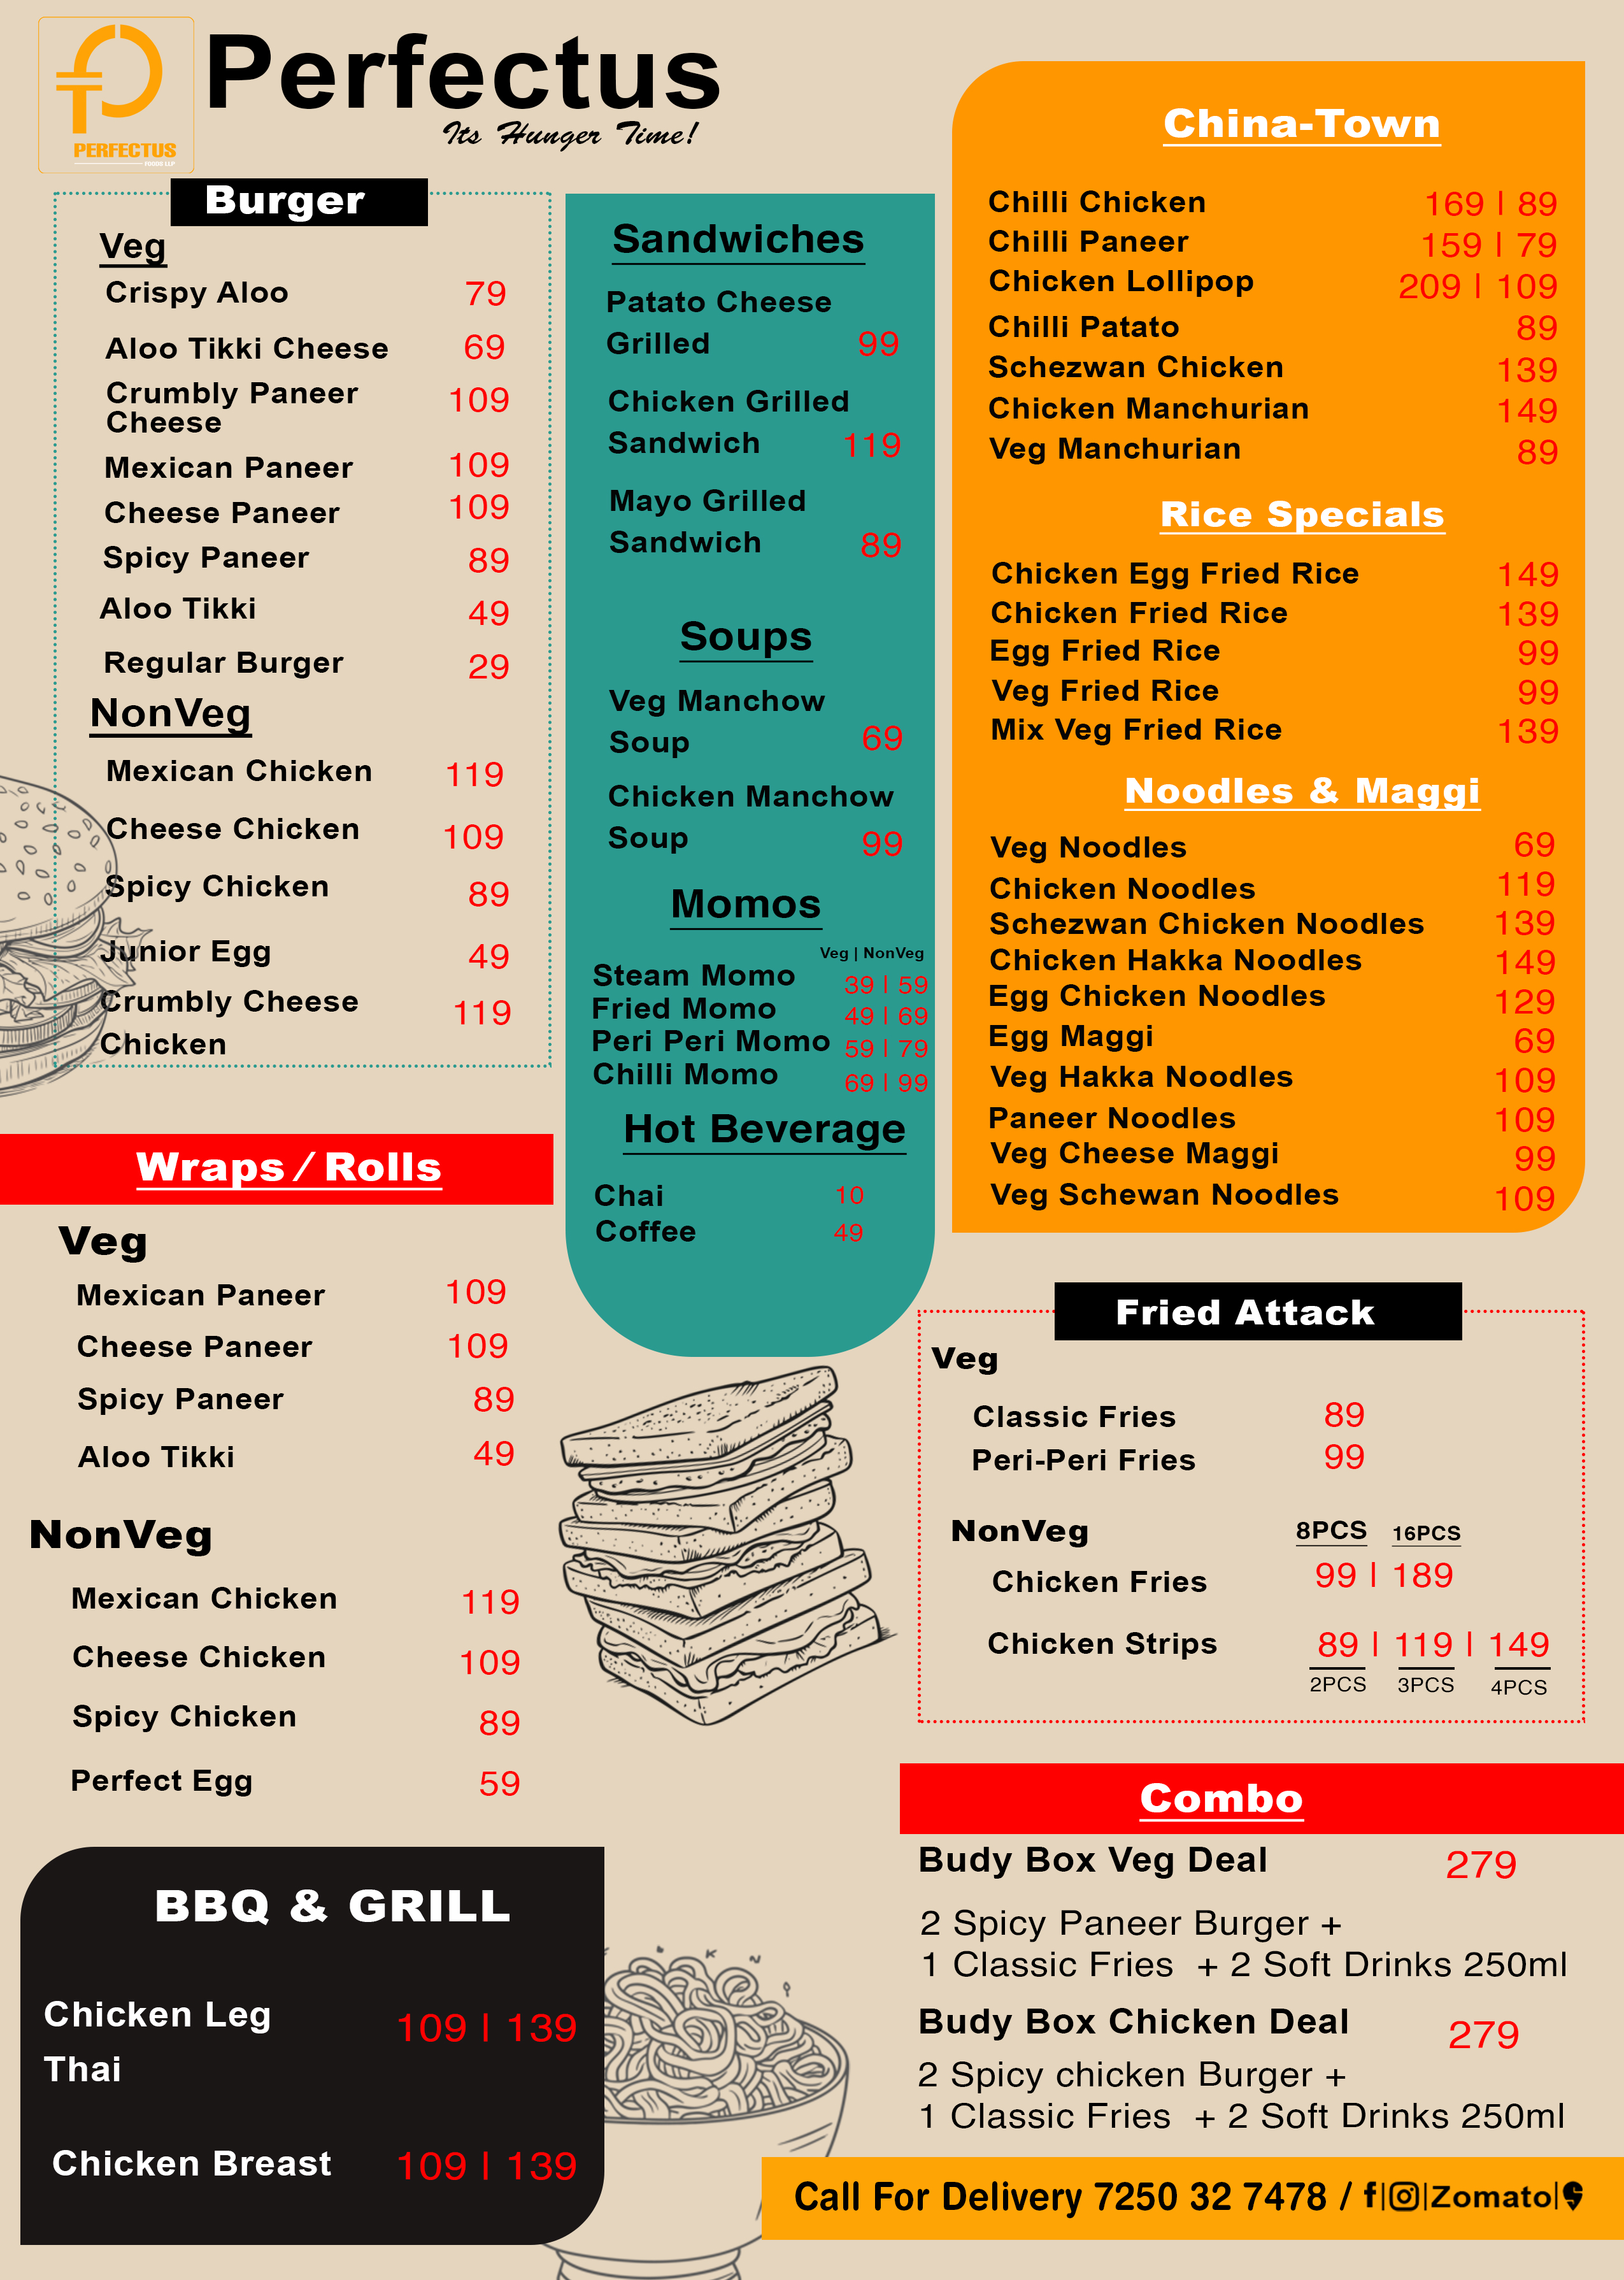 PERFECTUS
FOODS LLP
Perfectus
Its Hunger Time!
Burger
Veg
Crispy Aloo 79
Aloo Tikki Cheese 69
Crumbly Paneer
Cheese 109
Mexican Paneer 109
Cheese Paneer 109
Spicy Paneer 89
Aloo Tikki 49
Regular Burger 29
NonVeg
Mexican Chicken 119
Cheese Chicken 109
Spicy Chicken 89
Junior Egg 49
Crumbly Cheese 119
Chicken
Wraps / Rolls
Veg
Mexican Paneer 109
Cheese Paneer 109
Spicy Paneer 89
Aloo Tikki 49
NonVeg
Mexican Chicken 119
Cheese Chicken 109
Spicy Chicken 89
Perfect Egg 59
BBQ & GRILL
Chicken Leg 109 | 139
Thai
Chicken Breast 109 | 139
Sandwiches
Patato Cheese
Grilled 99
Chicken Grilled
Sandwich 119
Mayo Grilled
Sandwich 89
Soups
Veg Manchow
Soup 69
Chicken Manchow
Soup 99
Momos
Veg | NonVeg
Steam Momo 39 | 59
Fried Momo 49 | 69
Peri Peri Momo 59 | 79
Chilli Momo 69 | 99
Hot Beverage
Chai 10
Coffee 49
China-Town
Chilli Chicken 169 | 89
Chilli Paneer 159 | 79
Chicken Lollipop 209 | 109
Chilli Patato 89
Schezwan Chicken 139
Chicken Manchurian 149
Veg Manchurian 89
Rice Specials
Chicken Egg Fried Rice 149
Chicken Fried Rice 139
Egg Fried Rice 99
Veg Fried Rice 99
Mix Veg Fried Rice 139
Noodles & Maggi
Veg Noodles 69
Chicken Noodles 119
Schezwan Chicken Noodles 139
Chicken Hakka Noodles 149
Egg Chicken Noodles 129
Egg Maggi 69
Veg Hakka Noodles 109
Paneer Noodles 109
Veg Cheese Maggi 99
Veg Schewan Noodles 109
Fried Attack
Veg
Classic Fries 89
Peri-Peri Fries 99
NonVeg 8PCS 16PCS
Chicken Fries 99 | 189
Chicken Strips 89 | 119 | 149
2PCS 3PCS 4PCS
Combo
Budy Box Veg Deal 279
2 Spicy Paneer Burger +
1 Classic Fries + 2 Soft Drinks 250ml
Budy Box Chicken Deal 279
2 Spicy chicken Burger +
1 Classic Fries + 2 Soft Drinks 250ml
Call For Delivery 7250 32 7478 / f||Zomato|